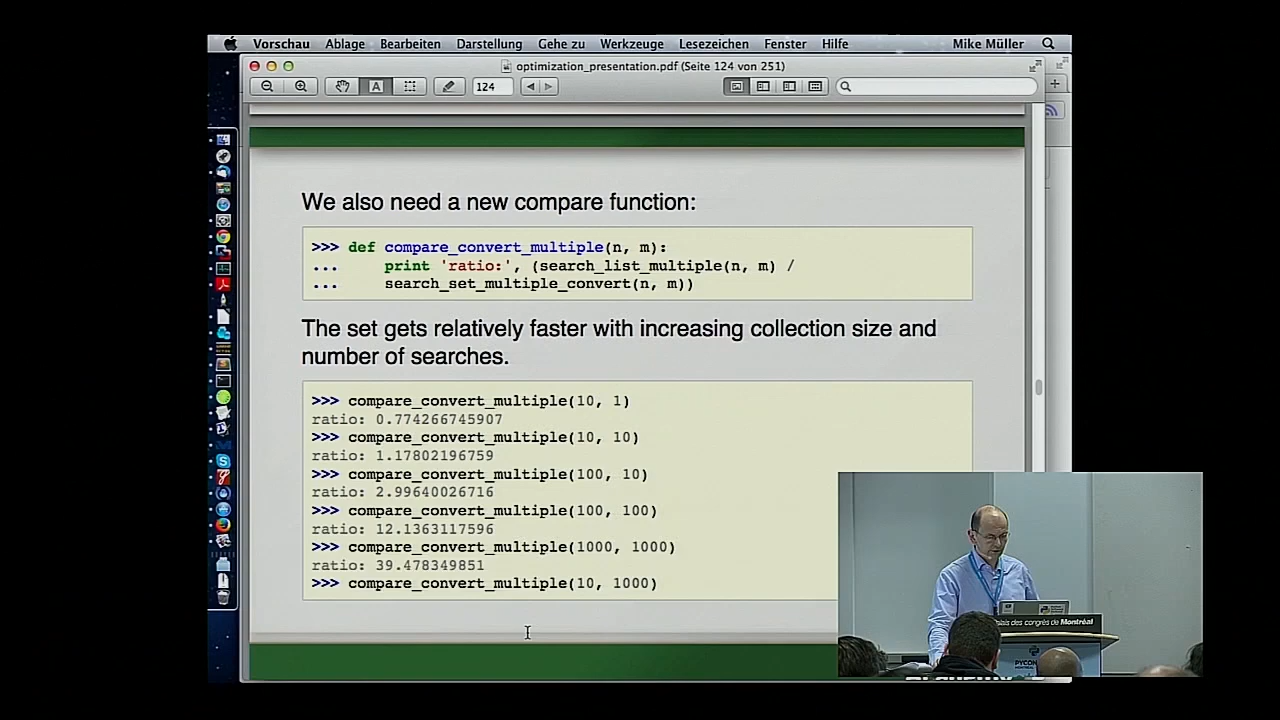 Vorschau Ablage Bearbeiten Darstellung Gehe zu Werkzeuge Lesezeichen Fenster Hilfe Mike Müller
optimization_presentation.pdf (Seite 124 von 251)
A 124
We also need a new compare function:
>>> def compare_convert_multiple(n, m):
... print 'ratio:', (search_list_multiple(n, m) /
... search_set_multiple_convert(n, m))
The set gets relatively faster with increasing collection size and
number of searches.
>>> compare_convert_multiple(10, 1)
ratio: 0.774266745907
>>> compare_convert_multiple(10, 10)
ratio: 1.17802196759
>>> compare_convert_multiple(100, 10)
ratio: 2.99640026716
>>> compare_convert_multiple(100, 100)
ratio: 12.1363117596
>>> compare_convert_multiple(1000, 1000)
ratio: 39.478349851
>>> compare_convert_multiple(10, 1000)
des congrès de Montréal
PYCON